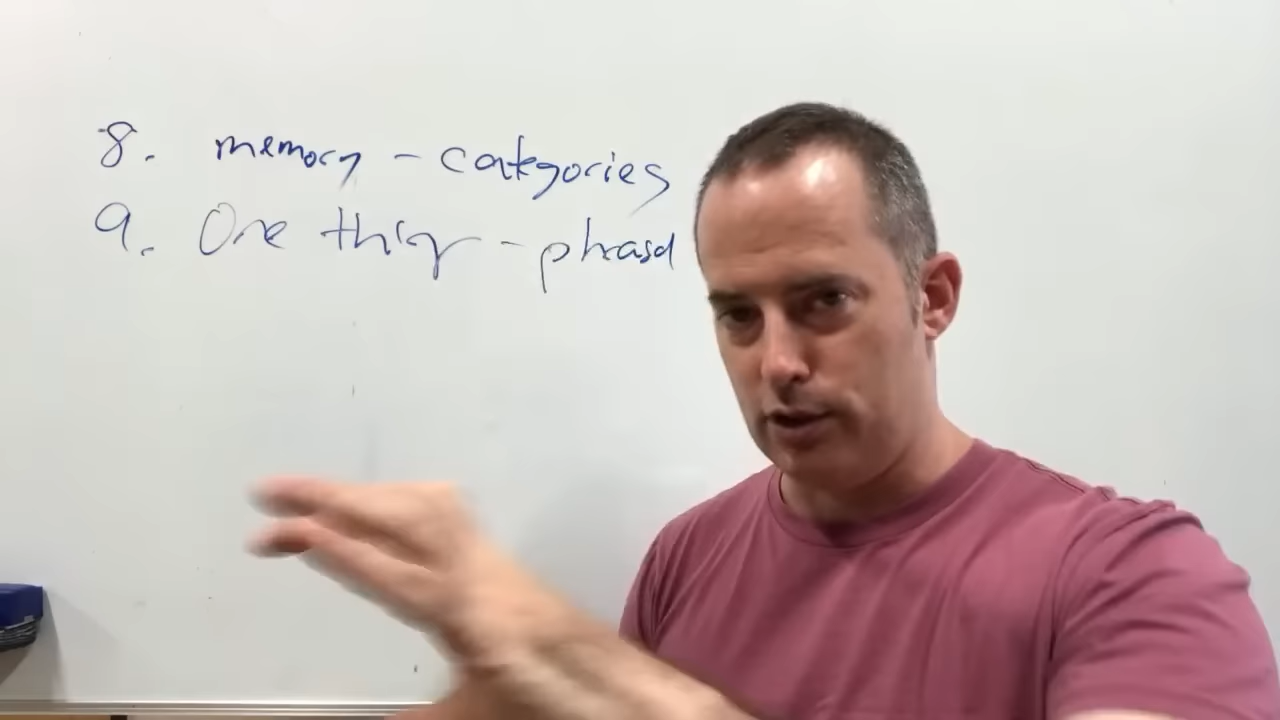 8. memory - categories
9. One thing - phrasal